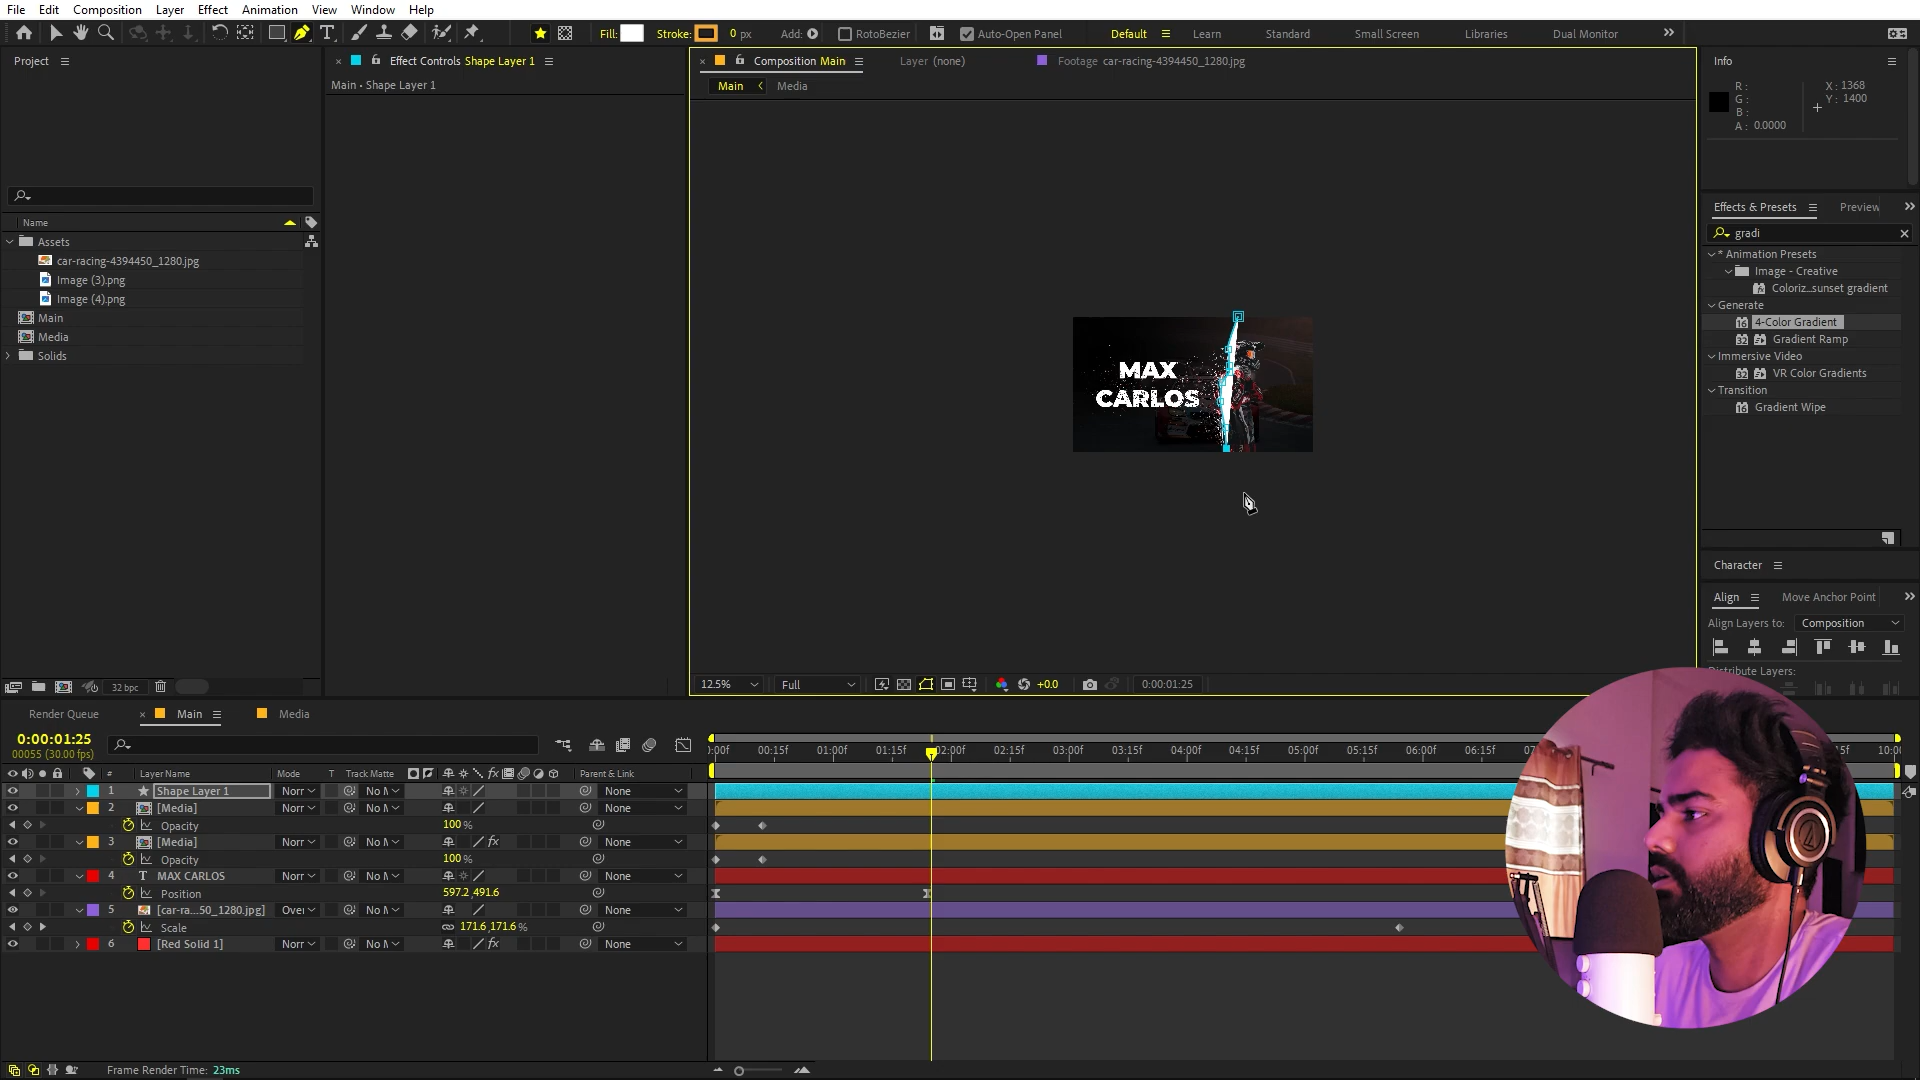 File Edit Composition Layer Effect Animation View Window Help
Fill: Stroke: 0 px Add: RotoBezier Auto-Open Panel Default Learn Standard Small Screen Libraries Dual Monitor
Project
Effect Controls Shape Layer 1
Main • Shape Layer 1
Composition Main
Layer (none)
Footage car-racing-4394450_1280.jpg
Main Media
Info
R :
G :
B :
A : 0.0000
X : 1368
Y : 1400
Name
Assets
car-racing-4394450_1280.jpg
Image (3).png
Image (4).png
Main
Media
Solids
32 bpc
MAX
CARLOS
12.5% Full +0.0 0:00:01:25
Effects & Presets Preview
gradi
* Animation Presets
Image - Creative
Coloriz...sunset gradient
Generate
4-Color Gradient
Gradient Ramp
Immersive Video
VR Color Gradients
Transition
Gradient Wipe
Character
Align Move Anchor Point
Align Layers to: Composition
Distribute Layers:
Render Queue Main Media
0:00:01:25
00055 (30.00 fps)
# Layer Name Mode T Track Matte Parent & Link
1 Shape Layer 1 Norr No M None
2 [Media] Norr No M None
Opacity 100 %
3 [Media] Norr No M None
Opacity 100 %
4 MAX CARLOS Norr No M None
Position 597.2,491.6
5 [car-ra...50_1280.jpg] Over No M None
Scale 171.6,171.6 %
6 [Red Solid 1] Norr No M None
:00f 00:15f 01:00f 01:15f 02:00f 02:15f 03:00f 03:15f 04:00f 04:15f 05:00f 05:15f 06:00f 06:15f 10:00
Frame Render Time: 23ms